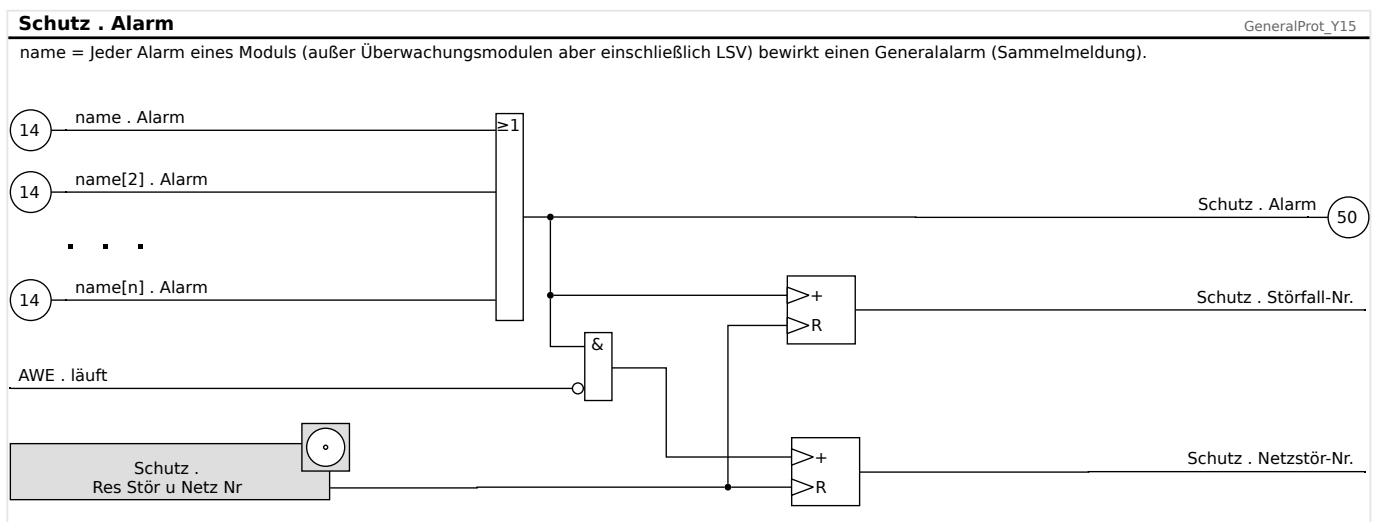 Schutz . Alarm
GeneralProt_Y15
name = Jeder Alarm eines Moduls (außer Überwachungsmodulen aber einschließlich LSV) bewirkt einen Generalalarm (Sammelmeldung).
14
name . Alarm
≥1
14
name[2] . Alarm
Schutz . Alarm
50
. . .
14
name[n] . Alarm
+
R
Schutz . Störfall-Nr.
&
AWE . läuft
Schutz .
Res Stör u Netz Nr
+
R
Schutz . Netzstör-Nr.